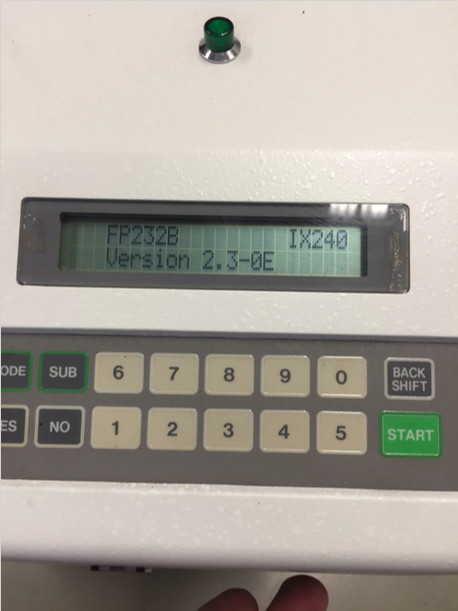 FP232B IX240
Version 2.3-0E
ODE SUB 6 7 8 9 0 BACK SHIFT
ES NO 1 2 3 4 5 START